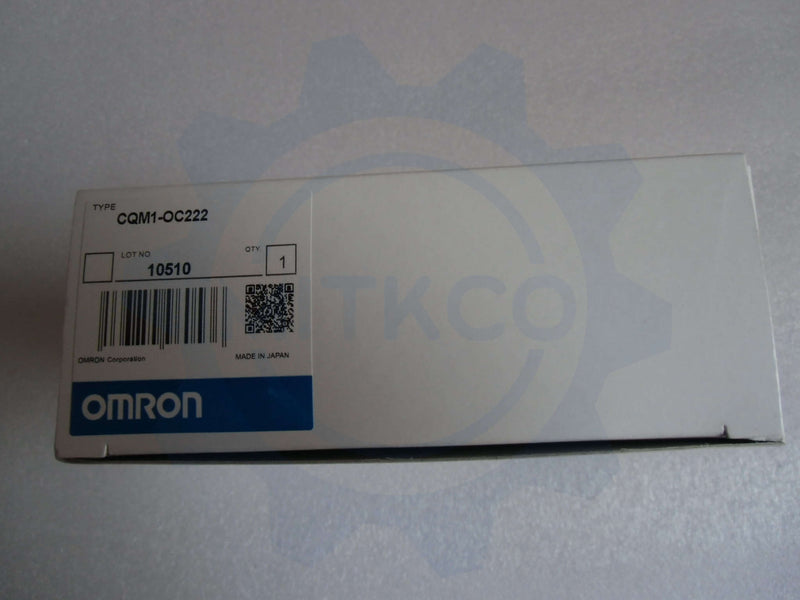 TYPE
CQM1-OC222
LOT NO
QTY.
10510
1
OMRON Corporation
MADE IN JAPAN
OMRON
TKCO